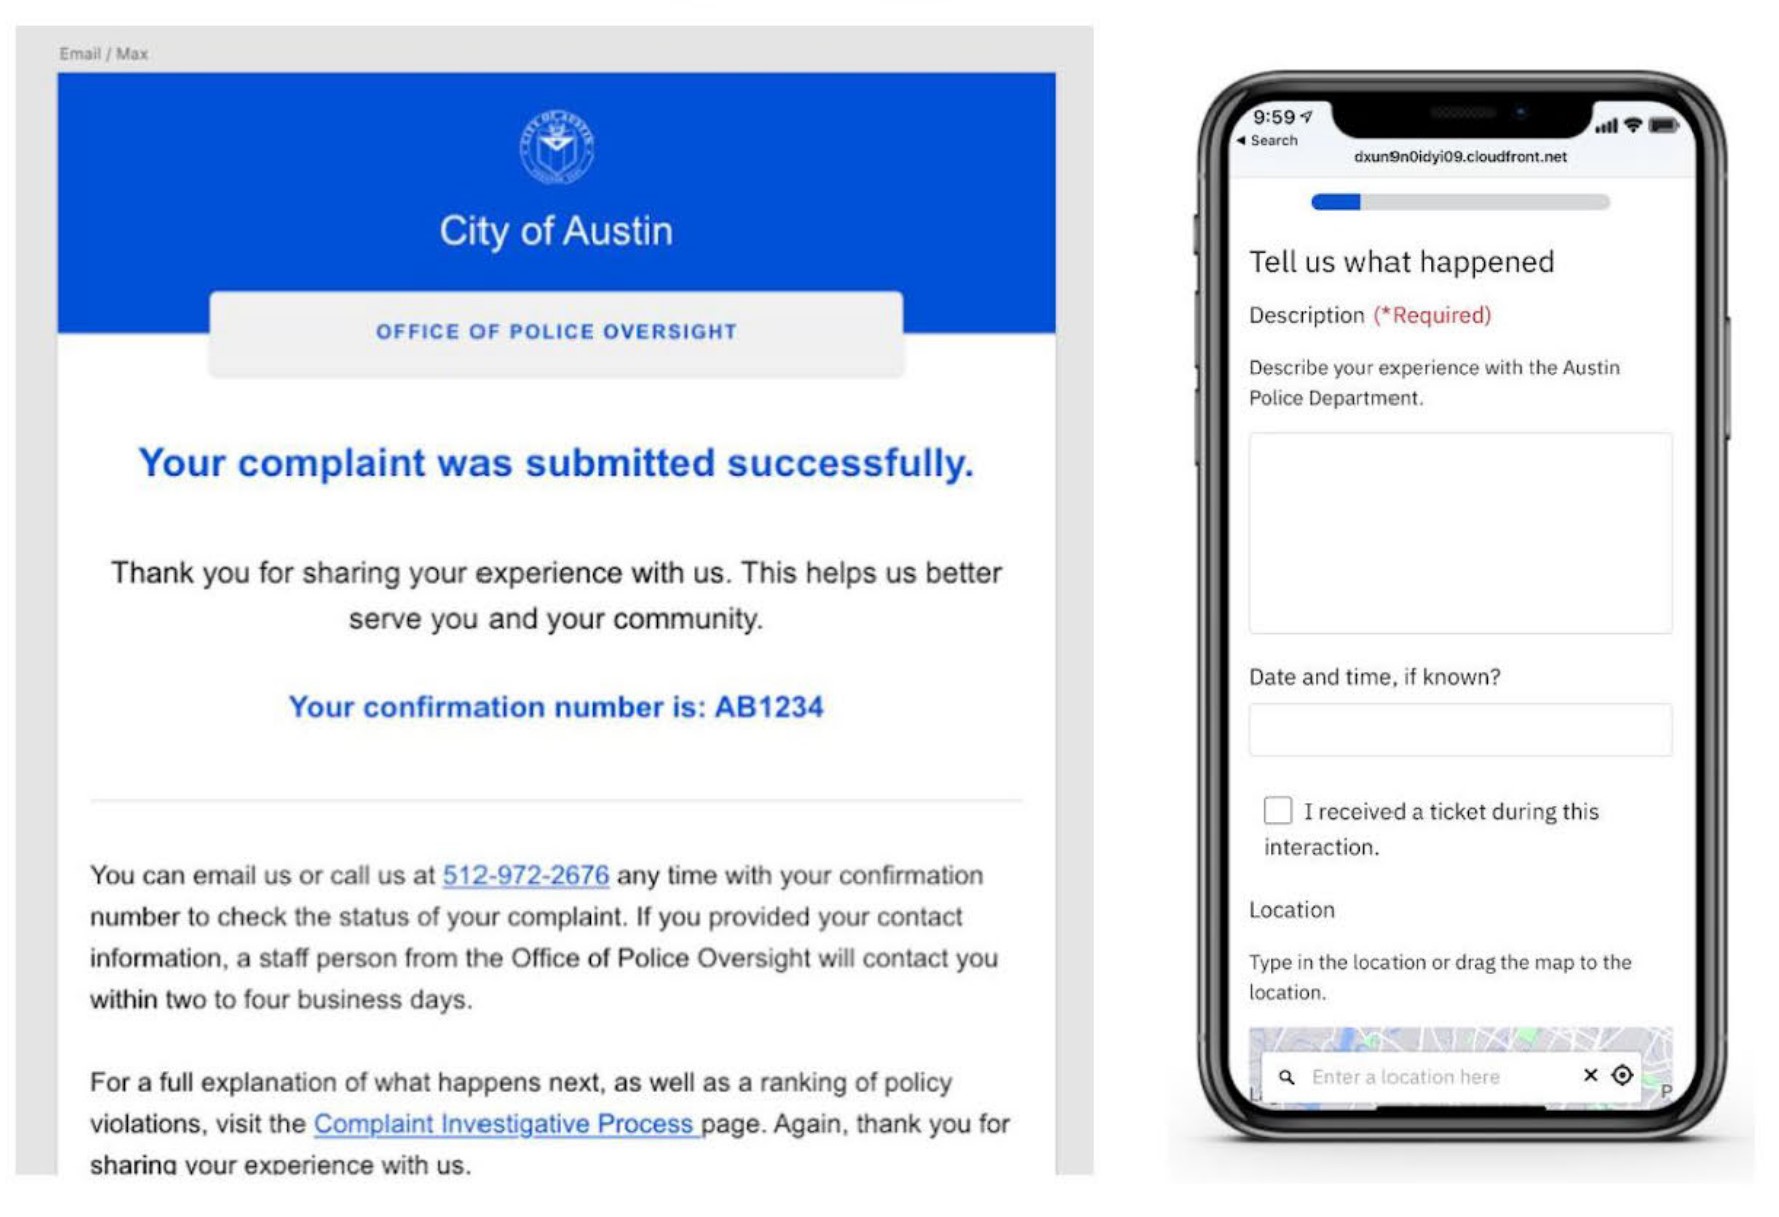 Email / Max
CITY OF AUSTIN
City of Austin
OFFICE OF POLICE OVERSIGHT
Your complaint was submitted successfully.
Thank you for sharing your experience with us. This helps us better
serve you and your community.
Your confirmation number is: AB1234
You can email us or call us at 512-972-2676 any time with your confirmation
number to check the status of your complaint. If you provided your contact
information, a staff person from the Office of Police Oversight will contact you
within two to four business days.
For a full explanation of what happens next, as well as a ranking of policy
violations, visit the Complaint Investigative Process page. Again, thank you for
sharing your experience with us.
9:59
Search
dxun9n0idyi09.cloudfront.net
Tell us what happened
Description (*Required)
Describe your experience with the Austin
Police Department.
Date and time, if known?
I received a ticket during this
interaction.
Location
Type in the location or drag the map to the
location.
Enter a location here
P